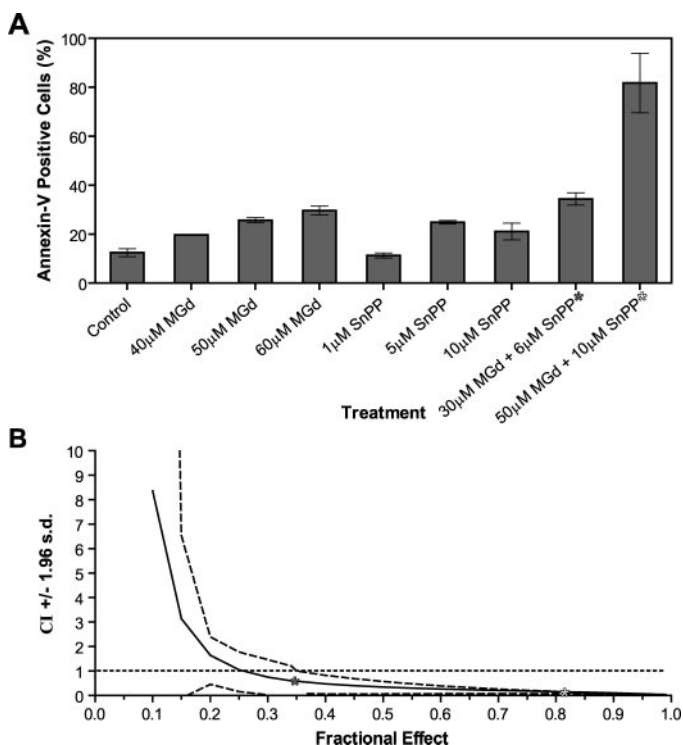 A
Annexin-V Positive Cells (%)
100
80
60
40
20
0
Control
40µM MGd
50µM MGd
60µM MGd
1µM SnPP
5µM SnPP
10µM SnPP
30µM MGd + 6µM SnPP*
50µM MGd + 10µM SnPP*
Treatment
B
CI +/- 1.96 s.d.
10
9
8
7
6
5
4
3
2
1
0
0.0 0.1 0.2 0.3 0.4 0.5 0.6 0.7 0.8 0.9 1.0
Fractional Effect